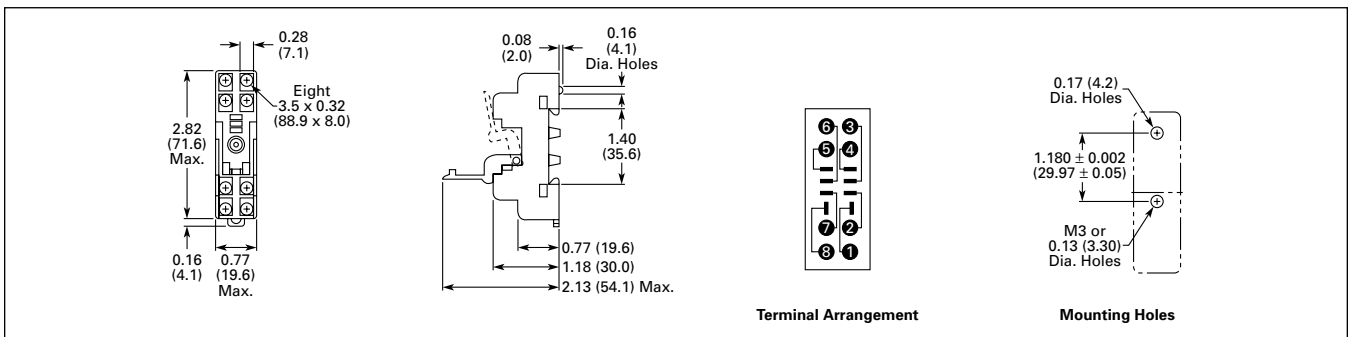 0.28
(7.1)
Eight
3.5 x 0.32
(88.9 x 8.0)
2.82
(71.6)
Max.
0.16
(4.1)
0.77
(19.6)
Max.
0.08
(2.0)
0.16
(4.1)
Dia. Holes
1.40
(35.6)
0.77 (19.6)
1.18 (30.0)
2.13 (54.1) Max.
6 3
5 4
7 2
8 1
Terminal Arrangement
0.17 (4.2)
Dia. Holes
1.180 ± 0.002
(29.97 ± 0.05)
M3 or
0.13 (3.30)
Dia. Holes
Mounting Holes